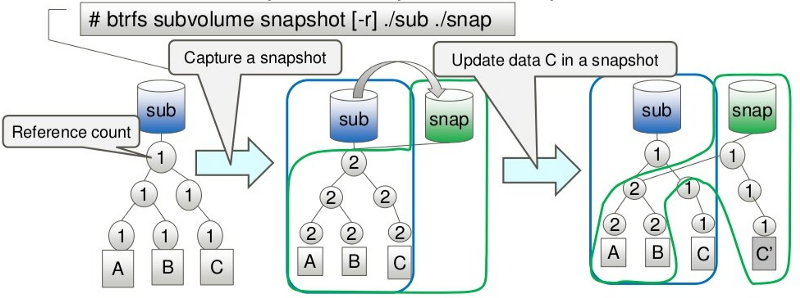 # btrfs subvolume snapshot [-r] ./sub ./snap
Capture a snapshot
Update data C in a snapshot
sub
sub
snap
sub
snap
Reference count
1
1
1
1
1
1
A
B
C
2
2
2
2
2
2
A
B
C
1
1
2
1
1
2
2
1
1
A
B
C
C'